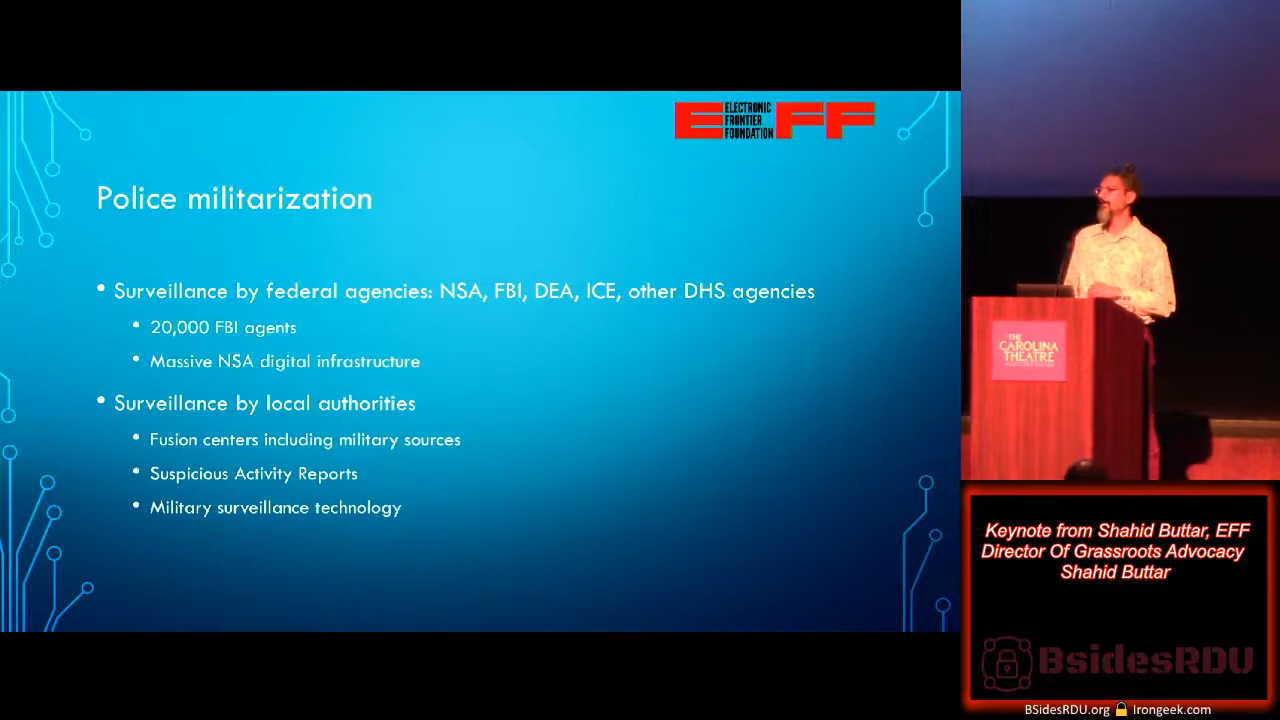 ELECTRONIC
FRONTIER
FOUNDATION
EFF
Police militarization
• Surveillance by federal agencies: NSA, FBI, DEA, ICE, other DHS agencies
• 20,000 FBI agents
• Massive NSA digital infrastructure
• Surveillance by local authorities
• Fusion centers including military sources
• Suspicious Activity Reports
• Military surveillance technology
THE
CAROLINA
THEATRE
Keynote from Shahid Buttar, EFF
Director Of Grassroots Advocacy
Shahid Buttar
BsidesRDU
BSidesRDU.org Irongeek.com